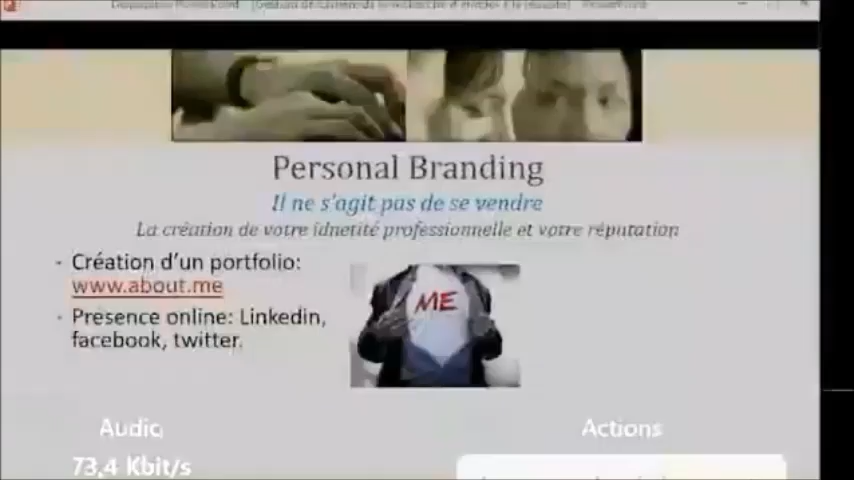 Personal Branding
Il ne s'agit pas de se vendre
La création de votre idnetité professionnelle et votre réputation
- Création d'un portfolio:
www.about.me
- Présence online: Linkedin,
facebook, twitter.
ME
Audio
Actions
73,4 Kbit/s